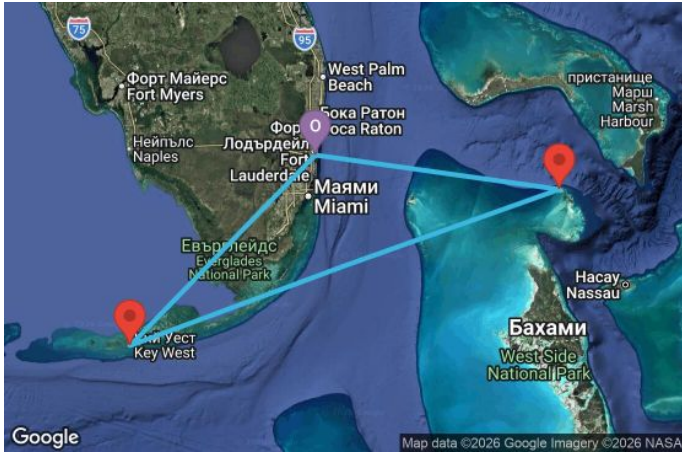 75
95
West Palm
Beach
Форт Майерс
Fort Myers
пристанище
Марш
Marsh
Harbour
Бока Ратон
Boca Raton
О
Нейпълс
Naples
Лодърдейл
Fort
Lauderdale
Маями
Miami
Евърглейдс
Everglades
National Park
Насау
Nassau
Бахами
West Side
National Park
Уест
Key West
Google
Map data ©2026 Google Imagery ©2026 NASA